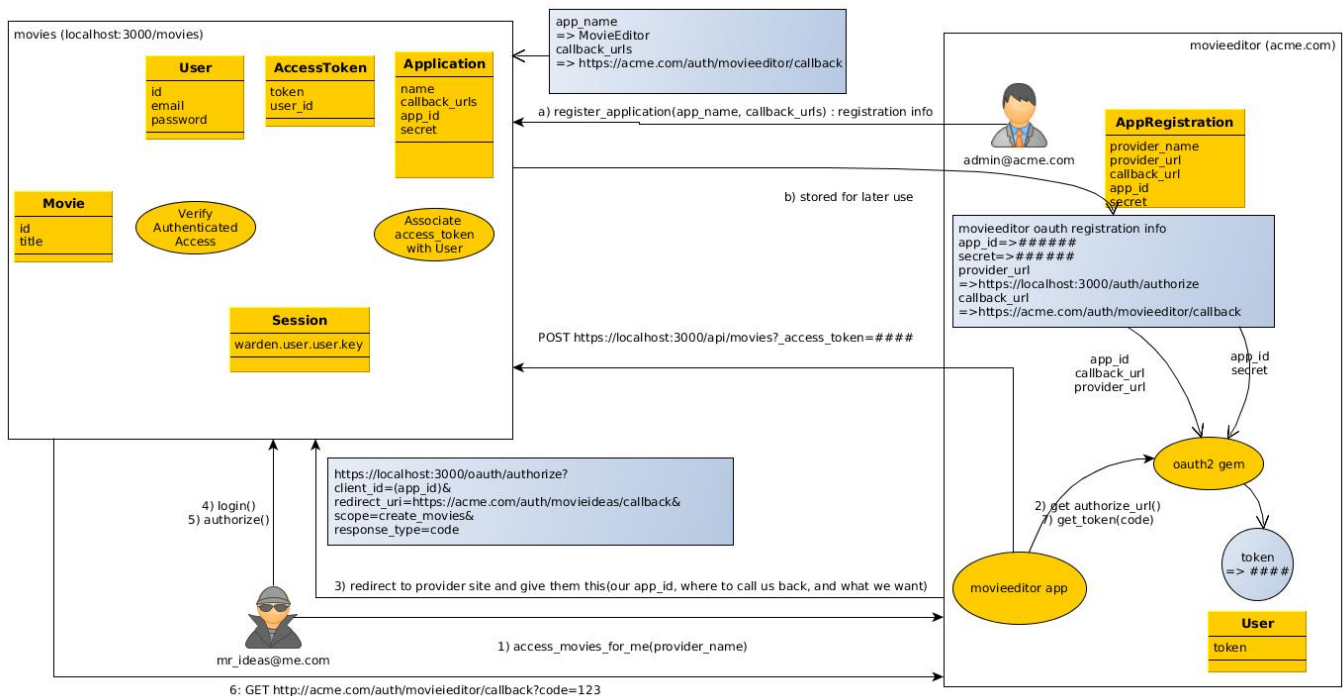 movies (localhost:3000/movies)
User
id
email
password
AccessToken
token
user_id
Application
name
callback_urls
app_id
secret
Movie
id
title
Verify
Authenticated
Access
Associate
access_token
with User
Session
warden.user.user.key
app_name
=> MovieEditor
callback_urls
=> https://acme.com/auth/movieeditor/callback
a) register_application(app_name, callback_urls) : registration info
b) stored for later use
POST https://localhost:3000/api/movies?_access_token=####
movieeditor (acme.com)
admin@acme.com
AppRegistration
provider_name
provider_url
callback_url
app_id
secret
movieeditor oauth registration info
app_id=>######
secret=>######
provider_url
=>https://localhost:3000/auth/authorize
callback_url
=>https://acme.com/auth/movieeditor/callback
app_id
callback_url
provider_url
app_id
secret
oauth2 gem
2) get authorize_url()
7) get_token(code)
token
=> ####
movieeditor app
User
token
4) login()
5) authorize()
https://localhost:3000/oauth/authorize?
client_id=(app_id)&
redirect_uri=https://acme.com/auth/movieideas/callback&
scope=create_movies&
response_type=code
3) redirect to provider site and give them this(our app_id, where to call us back, and what we want)
mr_ideas@me.com
1) access_movies_for_me(provider_name)
6: GET http://acme.com/auth/movieieditor/callback?code=123